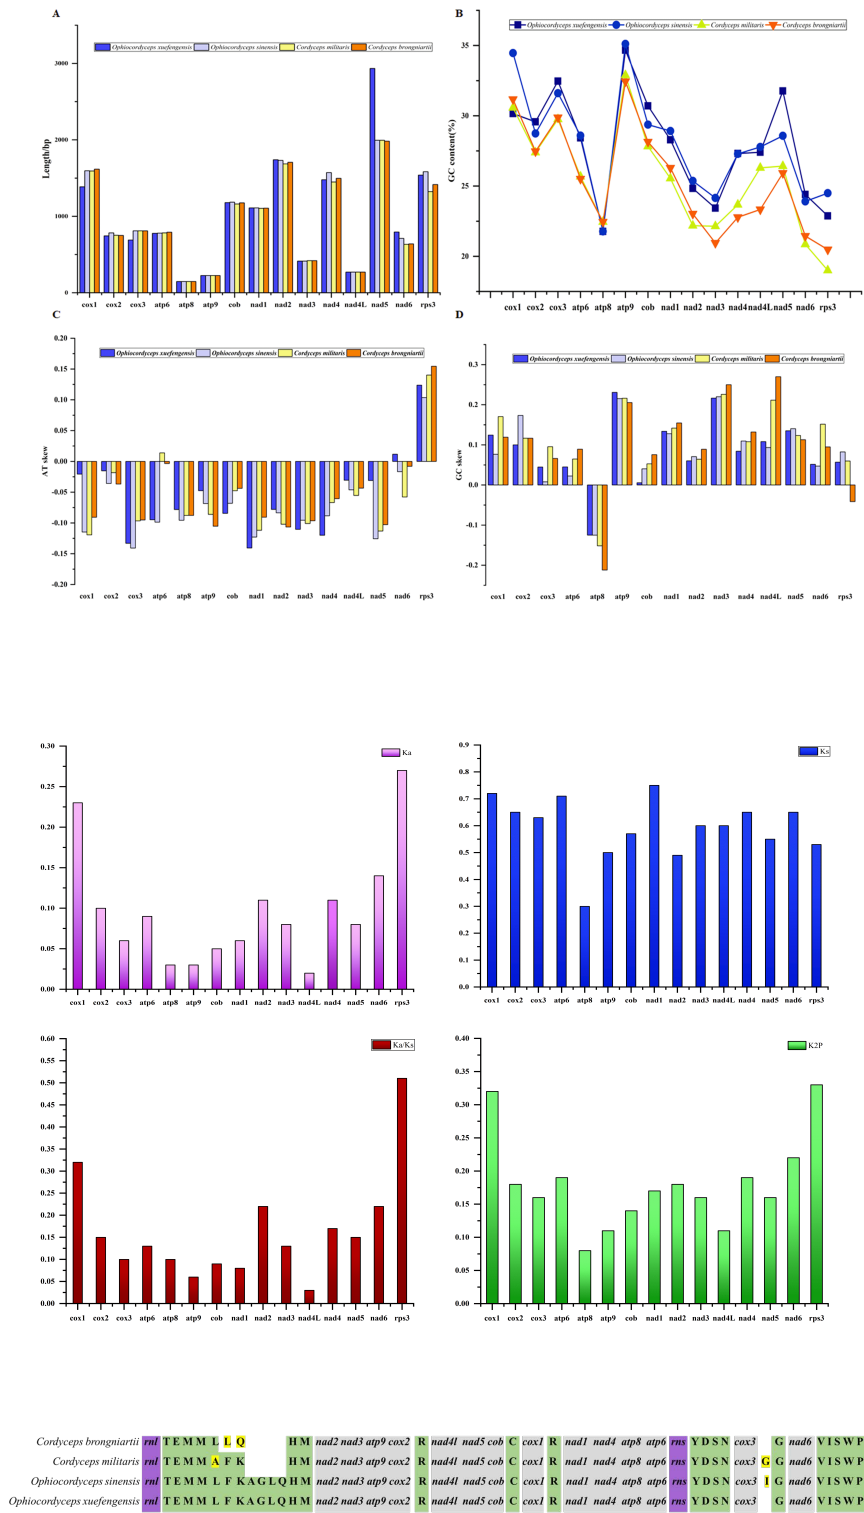 A
Ophiocordyceps xuefengensis Ophiocordyceps sinensis Cordyceps militaris Cordyceps brongniartii
Length/bp
3000
2000
1000
0
cox1 cox2 cox3 atp6 atp8 atp9 cob nad1 nad2 nad3 nad4 nad4L nad5 nad6 rps3
B
Ophiocordyceps xuefengensis Ophiocordyceps sinensis Cordyceps militaris Cordyceps brongniartii
GC content(%)
35
30
25
20
cox1 cox2 cox3 atp6 atp8 atp9 cob nad1 nad2 nad3 nad4 nad4L nad5 nad6 rps3
C
Ophiocordyceps xuefengensis Ophiocordyceps sinensis Cordyceps militaris Cordyceps brongniartii
AT skew
0.20
0.15
0.10
0.05
0.00
-0.05
-0.10
-0.15
-0.20
cox1 cox2 cox3 atp6 atp8 atp9 cob nad1 nad2 nad3 nad4 nad4L nad5 nad6 rps3
D
Ophiocordyceps xuefengensis Ophiocordyceps sinensis Cordyceps militaris Cordyceps brongniartii
GC skew
0.3
0.2
0.1
0.0
-0.1
-0.2
cox1 cox2 cox3 atp6 atp8 atp9 cob nad1 nad2 nad3 nad4 nad4L nad5 nad6 rps3
Ka
0.30
0.25
0.20
0.15
0.10
0.05
0.00
cox1 cox2 cox3 atp6 atp8 atp9 cob nad1 nad2 nad3 nad4L nad4 nad5 nad6 rps3
Ks
0.9
0.8
0.7
0.6
0.5
0.4
0.3
0.2
0.1
0.0
cox1 cox2 cox3 atp6 atp8 atp9 cob nad1 nad2 nad3 nad4L nad4 nad5 nad6 rps3
Ka/Ks
0.60
0.55
0.50
0.45
0.40
0.35
0.30
0.25
0.20
0.15
0.10
0.05
0.00
cox1 cox2 cox3 atp6 atp8 atp9 cob nad1 nad2 nad3 nad4L nad4 nad5 nad6 rps3
K2P
0.40
0.35
0.30
0.25
0.20
0.15
0.10
0.05
0.00
cox1 cox2 cox3 atp6 atp8 atp9 cob nad1 nad2 nad3 nad4L nad4 nad5 nad6 rps3
Cordyceps brongniartii rnl T E M M L L Q H M nad2 nad3 atp9 cox2 R nad4l nad5 cob C cox1 R nad1 nad4 atp8 atp6 rns Y D S N cox3 G nad6 V I S W P
Cordyceps militaris rnl T E M M A F K H M nad2 nad3 atp9 cox2 R nad4l nad5 cob C cox1 R nad1 nad4 atp8 atp6 rns Y D S N cox3 G G nad6 V I S W P
Ophiocordyceps sinensis rnl T E M M L F K A G L Q H M nad2 nad3 atp9 cox2 R nad4l nad5 cob C cox1 R nad1 nad4 atp8 atp6 rns Y D S N cox3 I G nad6 V I S W P
Ophiocordyceps xuefengensis rnl T E M M L F K A G L Q H M nad2 nad3 atp9 cox2 R nad4l nad5 cob C cox1 R nad1 nad4 atp8 atp6 rns Y D S N cox3 G nad6 V I S W P